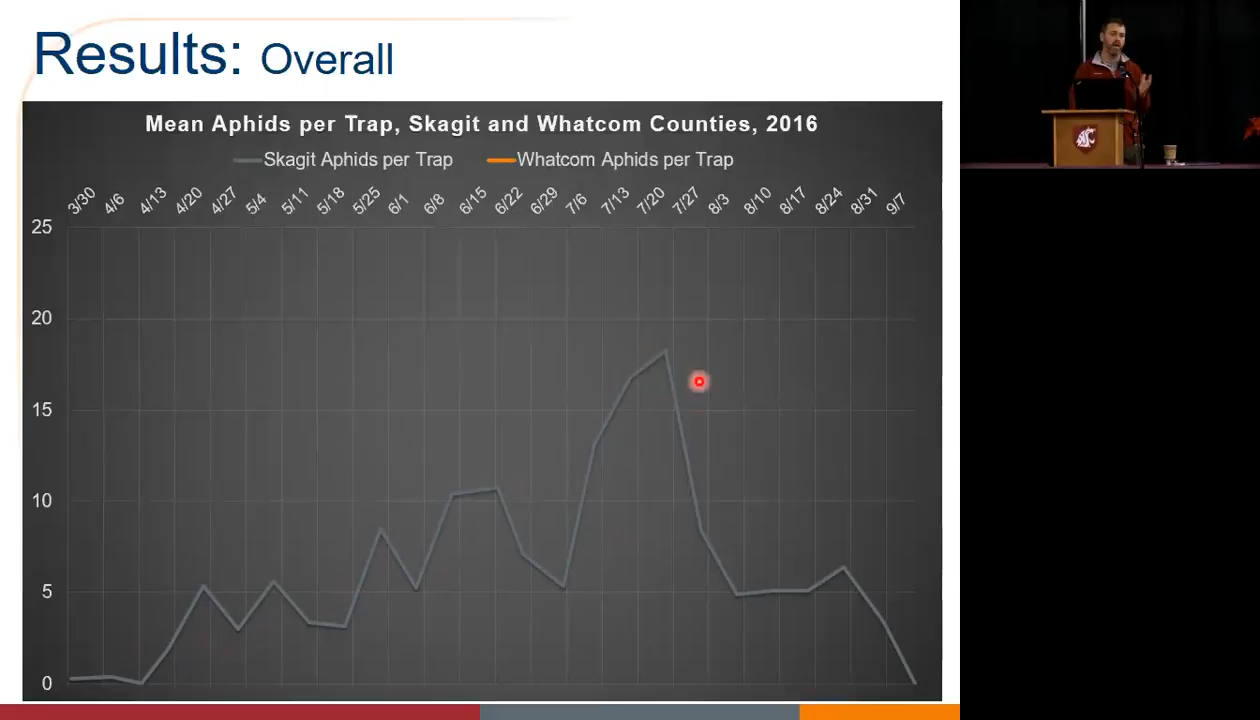 Results: Overall
Mean Aphids per Trap, Skagit and Whatcom Counties, 2016
Skagit Aphids per Trap Whatcom Aphids per Trap
3/30 4/6 4/13 4/20 4/27 5/4 5/11 5/18 5/25 6/1 6/8 6/15 6/22 6/29 7/6 7/13 7/20 7/27 8/3 8/10 8/17 8/24 8/31 9/7
25
20
15
10
5
0